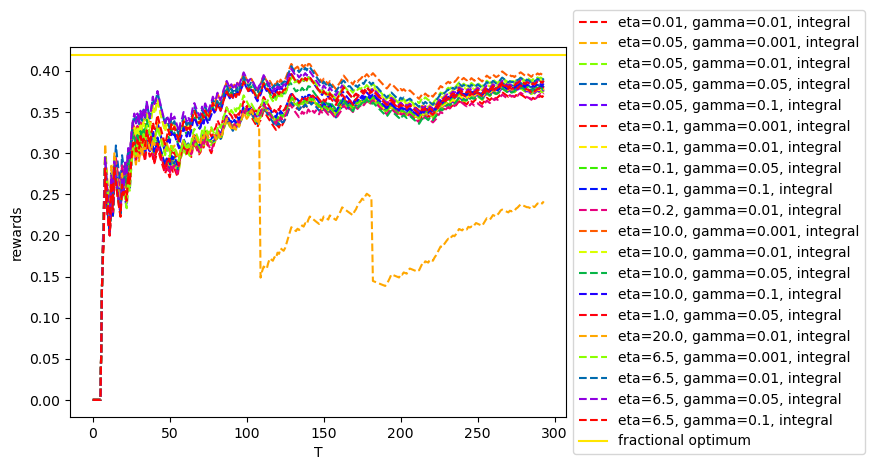 rewards
0.40
0.35
0.30
0.25
0.20
0.15
0.10
0.05
0.00
0
50
100
150
200
250
300
T
eta=0.01, gamma=0.01, integral
eta=0.05, gamma=0.001, integral
eta=0.05, gamma=0.01, integral
eta=0.05, gamma=0.05, integral
eta=0.05, gamma=0.1, integral
eta=0.1, gamma=0.001, integral
eta=0.1, gamma=0.01, integral
eta=0.1, gamma=0.05, integral
eta=0.1, gamma=0.1, integral
eta=0.2, gamma=0.01, integral
eta=10.0, gamma=0.001, integral
eta=10.0, gamma=0.01, integral
eta=10.0, gamma=0.05, integral
eta=10.0, gamma=0.1, integral
eta=1.0, gamma=0.05, integral
eta=20.0, gamma=0.01, integral
eta=6.5, gamma=0.001, integral
eta=6.5, gamma=0.01, integral
eta=6.5, gamma=0.05, integral
eta=6.5, gamma=0.1, integral
fractional optimum